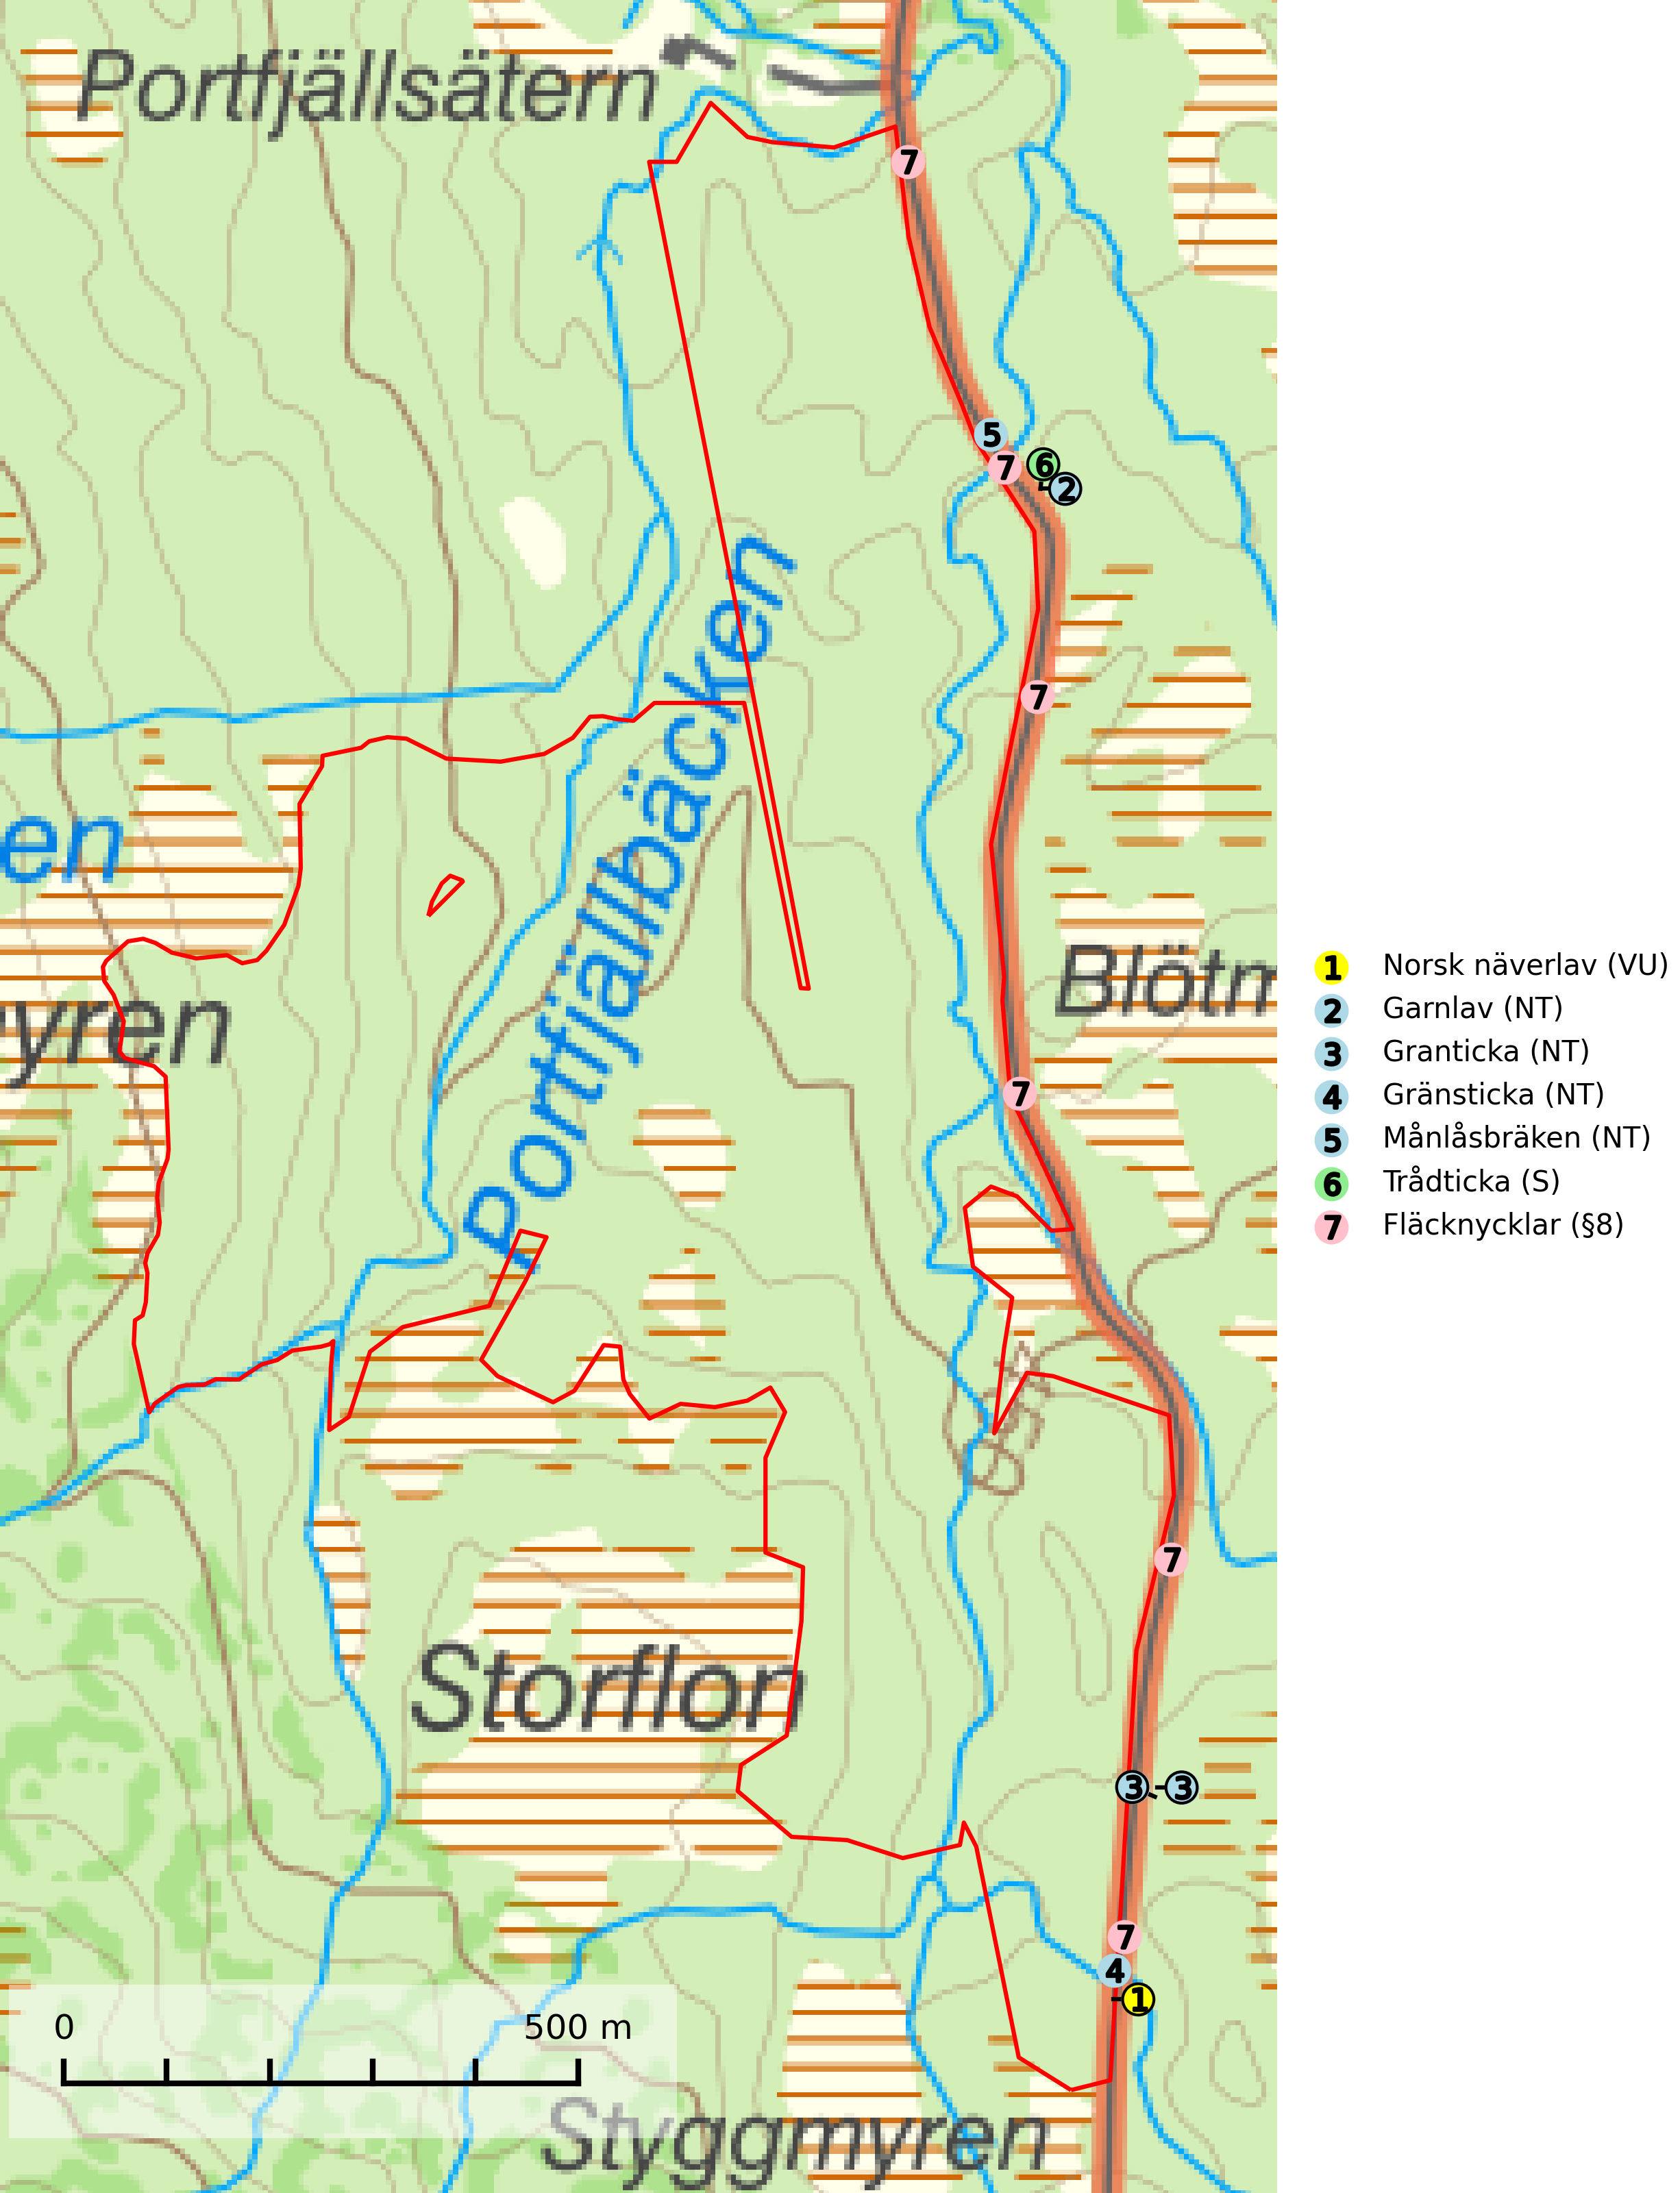 Portfjällsätern
7
5
7
6
2
7
Portfjällbäcken
en
yren
Blötm
7
7
Storflon
3
3
7
4
1
0 500 m
Styggmyren
1 Norsk näverlav (VU)
2 Garnlav (NT)
3 Granticka (NT)
4 Gränsticka (NT)
5 Månlåsbräken (NT)
6 Trådticka (S)
7 Fläcknycklar (§8)